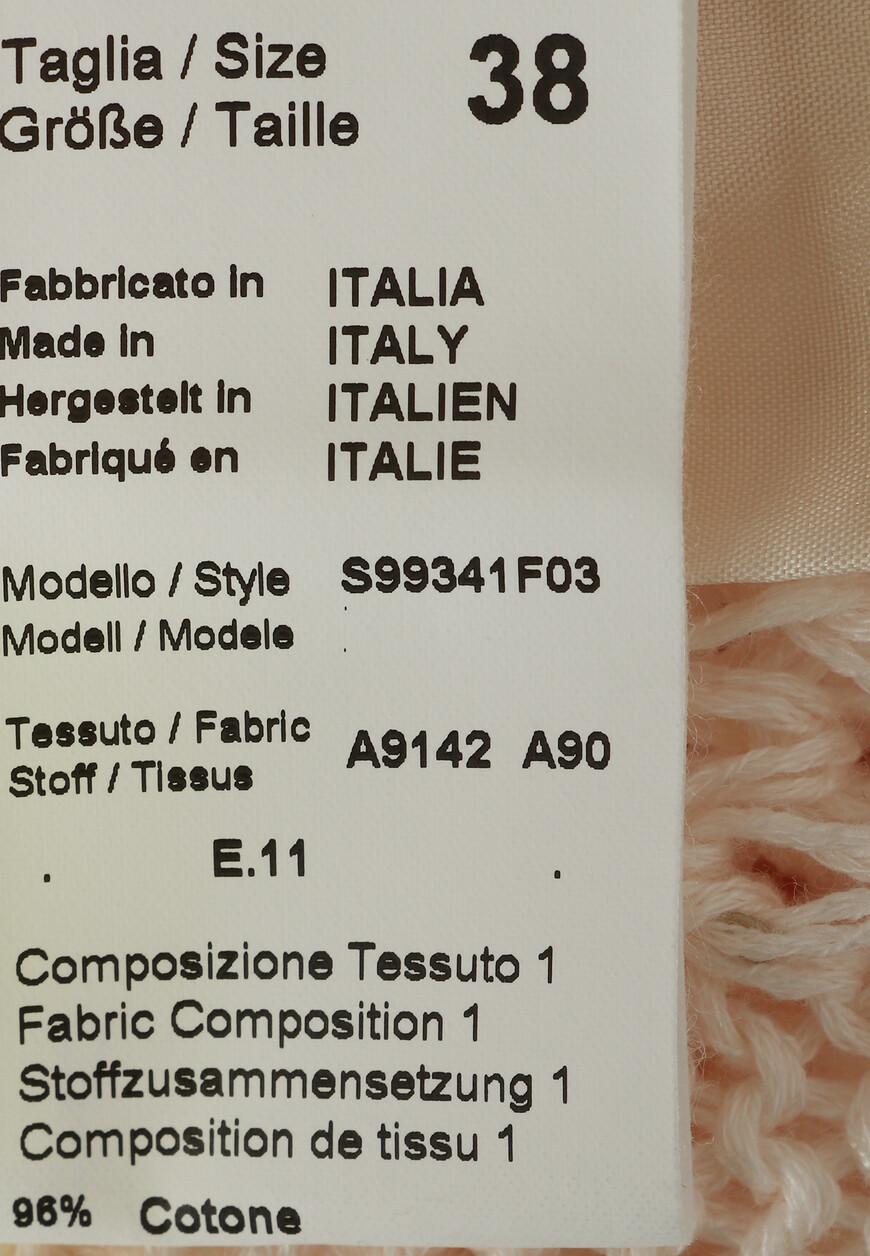 Taglia / Size 38
Größe / Taille
Fabbricato in ITALIA
Made in ITALY
Hergestelt in ITALIEN
Fabriqué en ITALIE
Modello / Style S99341F03
Modell / Modele
Tessuto / Fabric A9142 A90
Stoff / Tissus
. E.11 .
Composizione Tessuto 1
Fabric Composition 1
Stoffzusammensetzung 1
Composition de tissu 1
96% Cotone